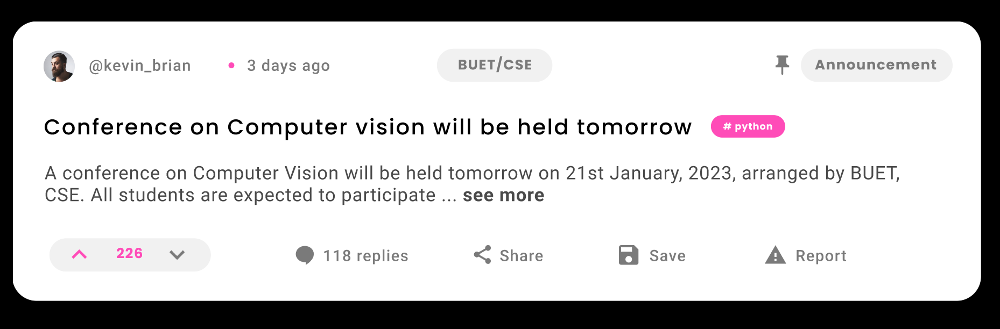 @kevin_brian • 3 days ago BUET/CSE Announcement
Conference on Computer vision will be held tomorrow # python
A conference on Computer Vision will be held tomorrow on 21st January, 2023, arranged by BUET,
CSE. All students are expected to participate ... see more
226 118 replies Share Save Report